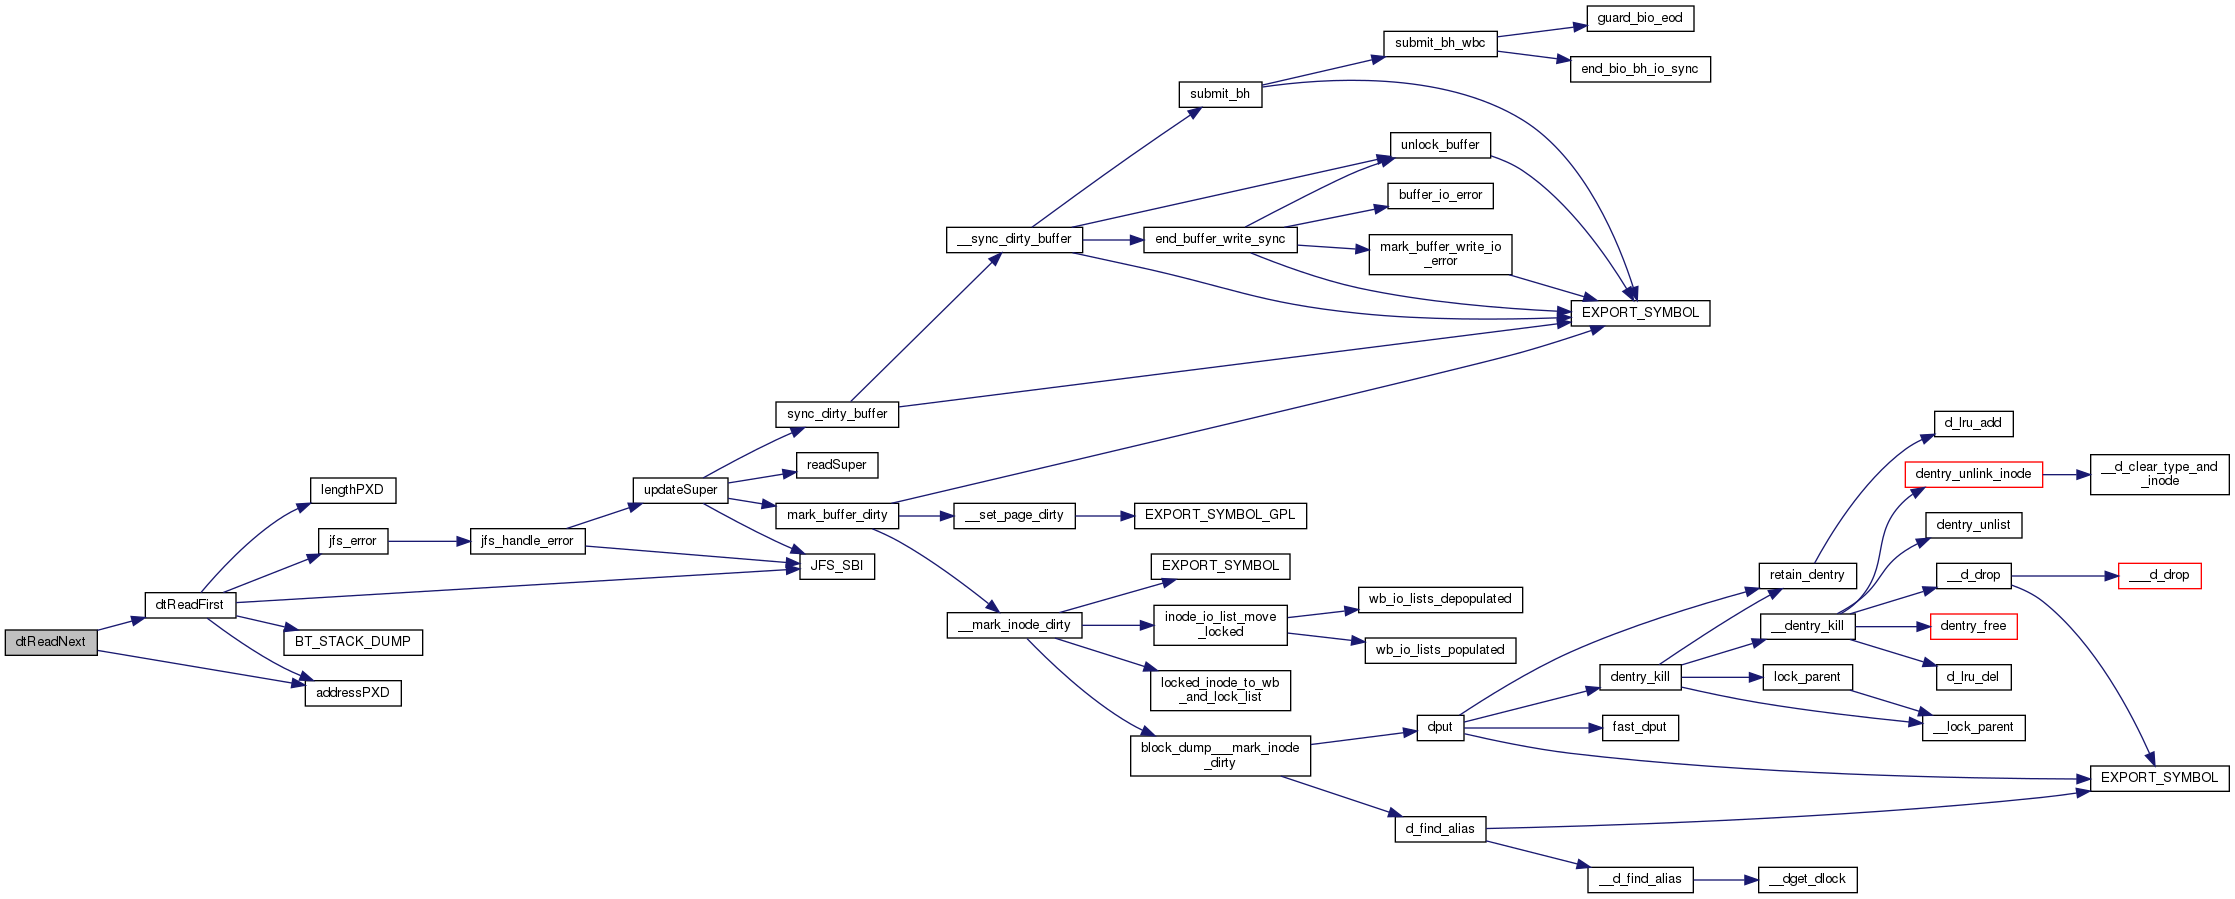 guard_bio_eod
submit_bh_wbc
end_bio_bh_io_sync
submit_bh
unlock_buffer
buffer_io_error
__sync_dirty_buffer
end_buffer_write_sync
mark_buffer_write_io
_error
EXPORT_SYMBOL
sync_dirty_buffer
d_lru_add
readSuper
dentry_unlink_inode
__d_clear_type_and
_inode
lengthPXD
updateSuper
mark_buffer_dirty
__set_page_dirty
EXPORT_SYMBOL_GPL
dentry_unlist
jfs_error
jfs_handle_error
JFS_SBI
EXPORT_SYMBOL
retain_dentry
__d_drop
___d_drop
wb_io_lists_depopulated
dtReadFirst
__mark_inode_dirty
inode_io_list_move
_locked
__dentry_kill
dentry_free
dtReadNext
BT_STACK_DUMP
wb_io_lists_populated
dentry_kill
lock_parent
d_lru_del
addressPXD
locked_inode_to_wb
_and_lock_list
dput
fast_dput
__lock_parent
block_dump___mark_inode
_dirty
EXPORT_SYMBOL
d_find_alias
__d_find_alias
__dget_dlock